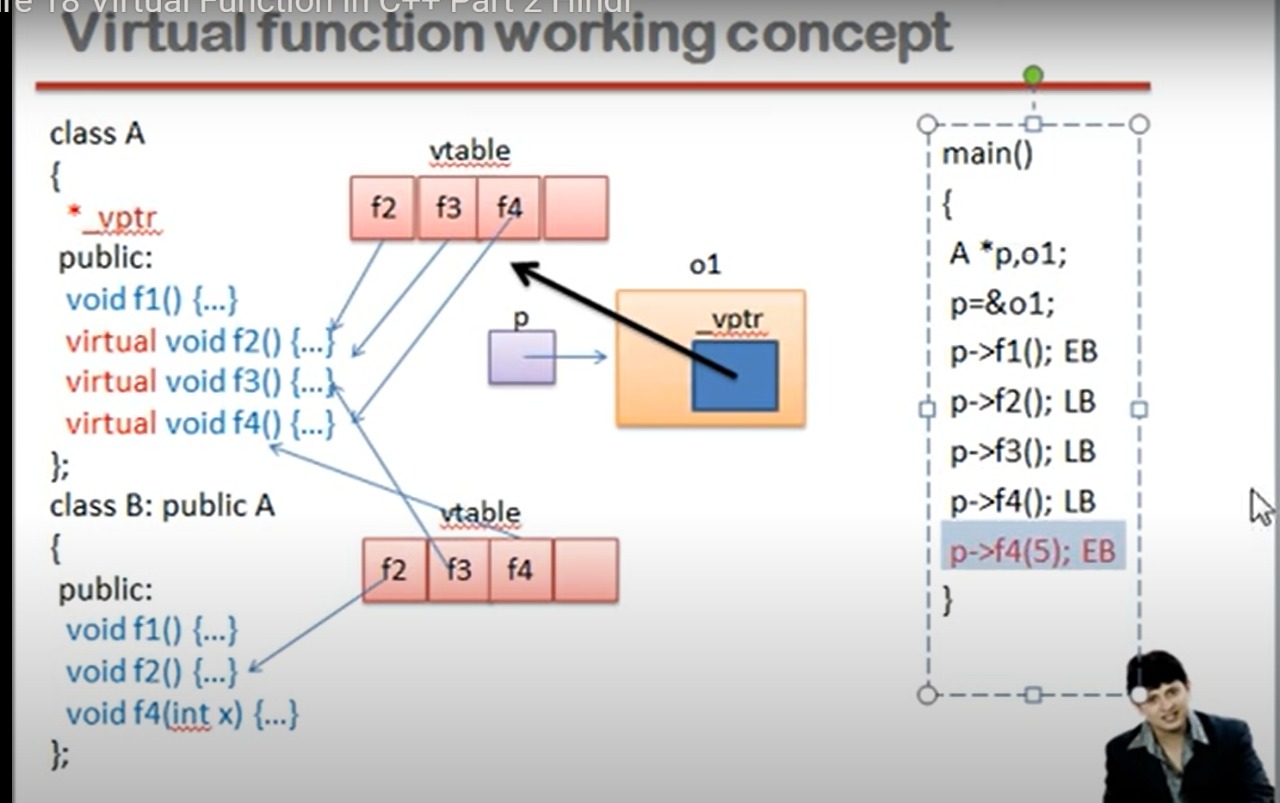 re 18 Virtual Function in C++ Part 2 Hindi
Virtual function working concept
class A
{
* _vptr
public:
void f1() {...}
virtual void f2() {...}
virtual void f3() {...}
virtual void f4() {...}
};
class B: public A
{
public:
void f1() {...}
void f2() {...}
void f4(int x) {...}
};
vtable
f2 f3 f4
p
o1
_vptr
vtable
f2 f3 f4
main()
{
A *p,o1;
p=&o1;
p->f1(); EB
p->f2(); LB
p->f3(); LB
p->f4(); LB
p->f4(5); EB
}